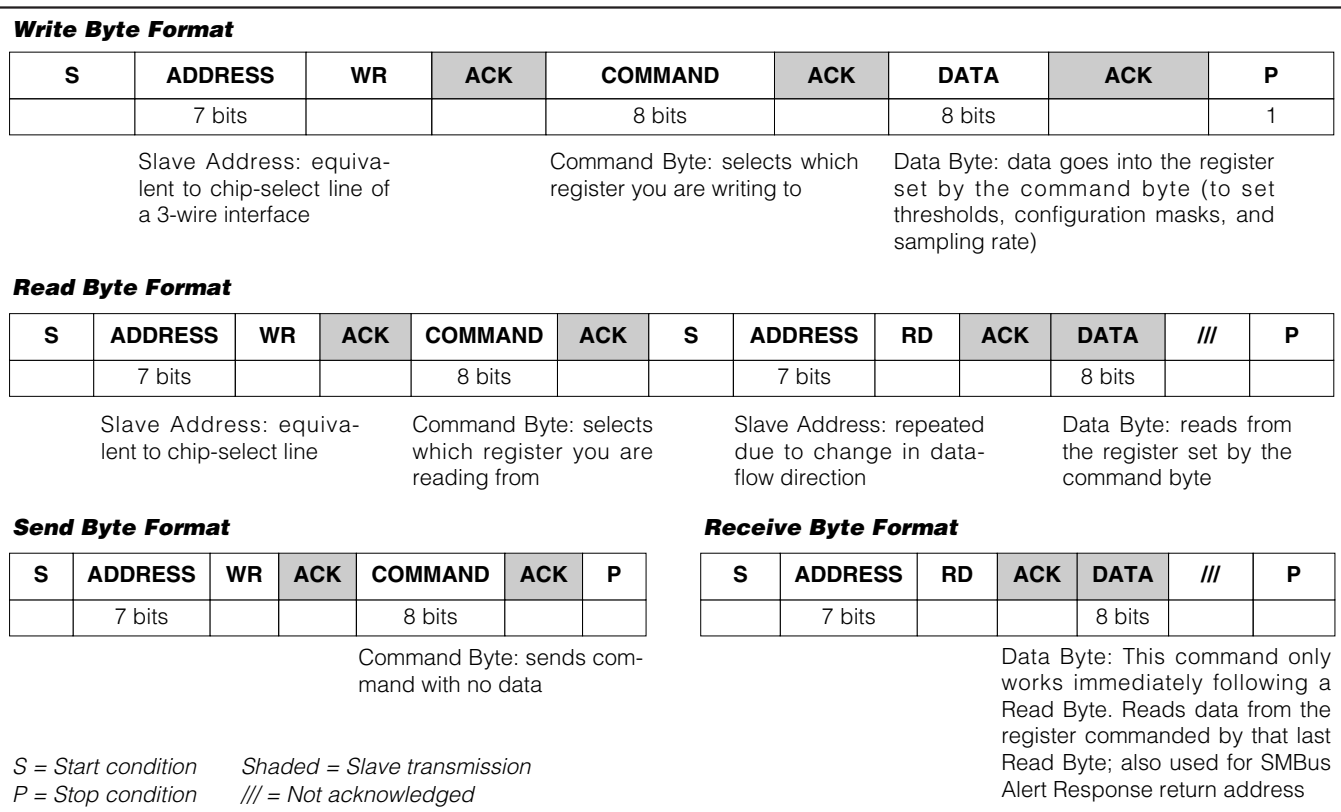 Write Byte Format
S ADDRESS WR ACK COMMAND ACK DATA ACK P
7 bits 8 bits 8 bits 1
Slave Address: equiva-
lent to chip-select line of
a 3-wire interface
Command Byte: selects which
register you are writing to
Data Byte: data goes into the register
set by the command byte (to set
thresholds, configuration masks, and
sampling rate)
Read Byte Format
S ADDRESS WR ACK COMMAND ACK S ADDRESS RD ACK DATA /// P
7 bits 8 bits 7 bits 8 bits
Slave Address: equiva-
lent to chip-select line
Command Byte: selects
which register you are
reading from
Slave Address: repeated
due to change in data-
flow direction
Data Byte: reads from
the register set by the
command byte
Send Byte Format
S ADDRESS WR ACK COMMAND ACK P
7 bits 8 bits
Command Byte: sends com-
mand with no data
Receive Byte Format
S ADDRESS RD ACK DATA /// P
7 bits 8 bits
Data Byte: This command only
works immediately following a
Read Byte. Reads data from the
register commanded by that last
Read Byte; also used for SMBus
Alert Response return address
S = Start condition Shaded = Slave transmission
P = Stop condition /// = Not acknowledged